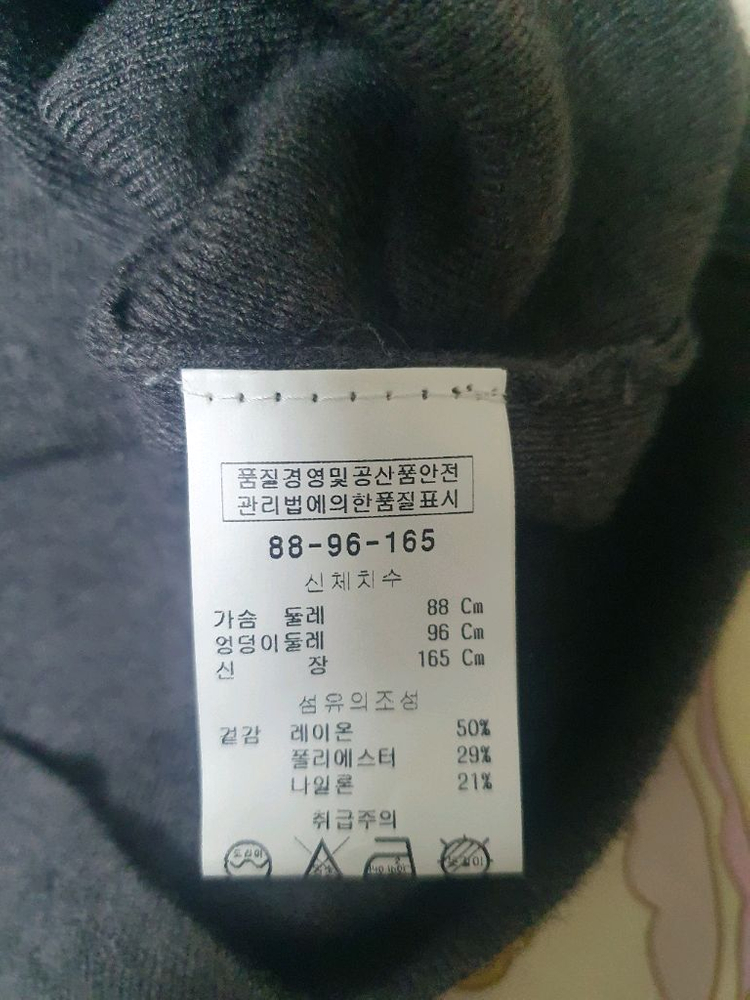 품질경영및공산품안전
관리법에의한품질표시
88-96-165
신체치수
가슴 둘레 88 Cm
엉덩이둘레 96 Cm
신 장 165 Cm
섬유의조성
겉감 레이온 50%
폴리에스터 29%
나일론 21%
취급주의